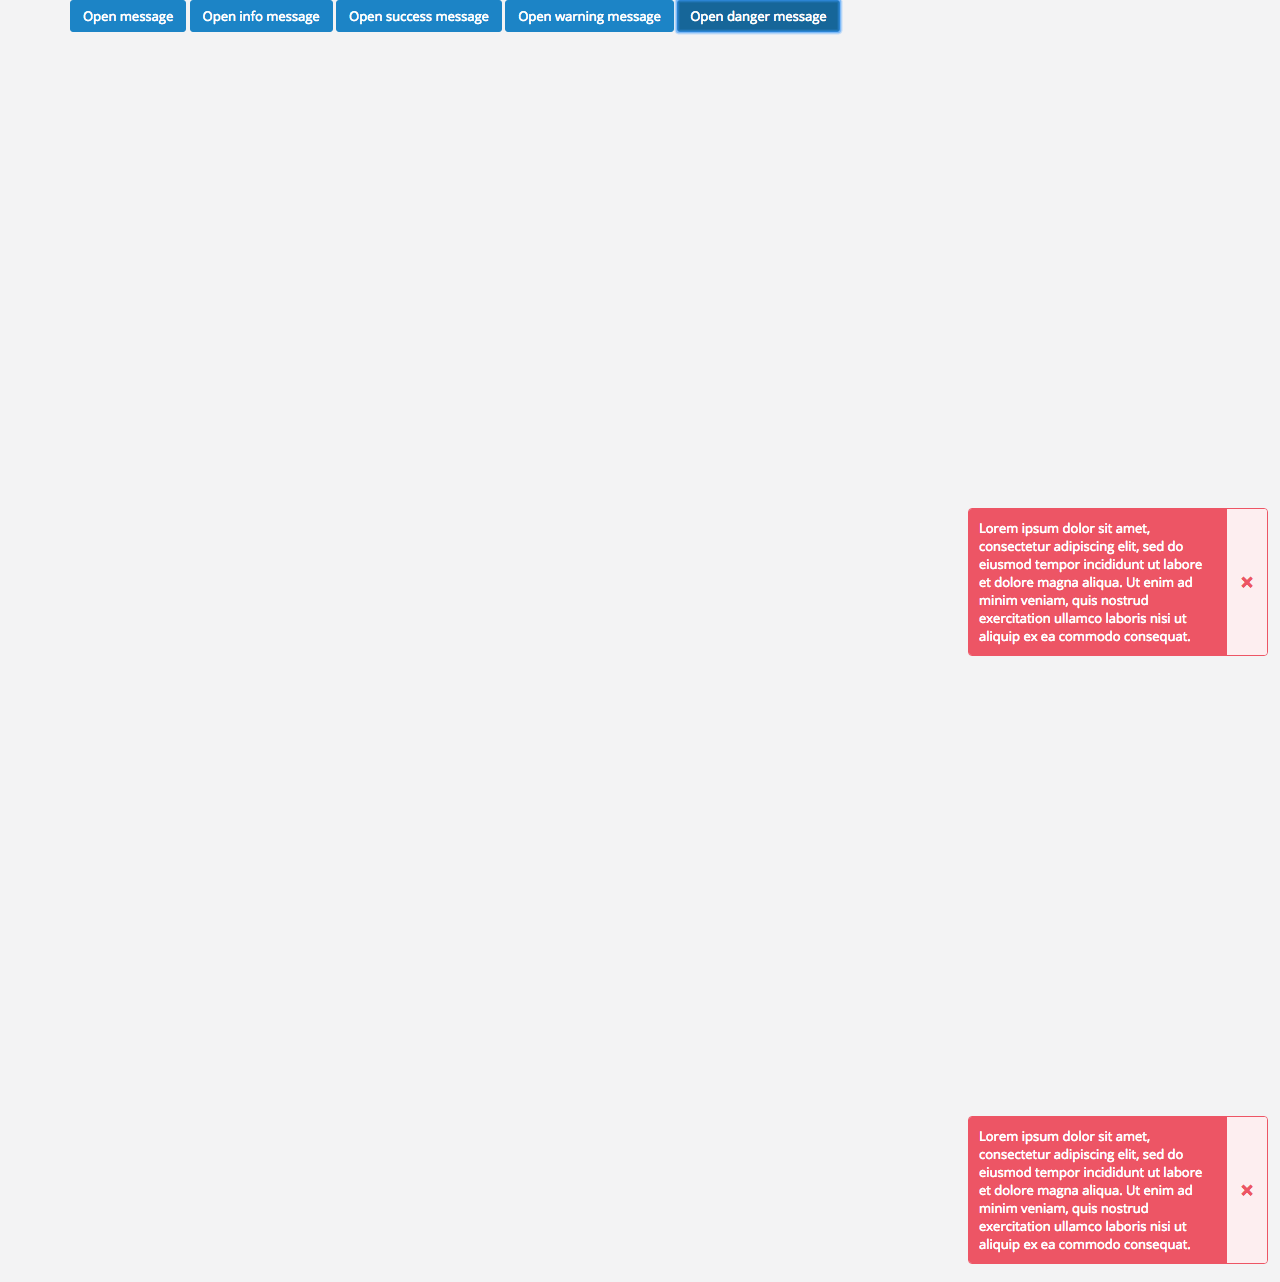 Open message Open info message Open success message Open warning message Open danger message
Lorem ipsum dolor sit amet,
consectetur adipiscing elit, sed do
eiusmod tempor incididunt ut labore
et dolore magna aliqua. Ut enim ad
minim veniam, quis nostrud
exercitation ullamco laboris nisi ut
aliquip ex ea commodo consequat.
Lorem ipsum dolor sit amet,
consectetur adipiscing elit, sed do
eiusmod tempor incididunt ut labore
et dolore magna aliqua. Ut enim ad
minim veniam, quis nostrud
exercitation ullamco laboris nisi ut
aliquip ex ea commodo consequat.